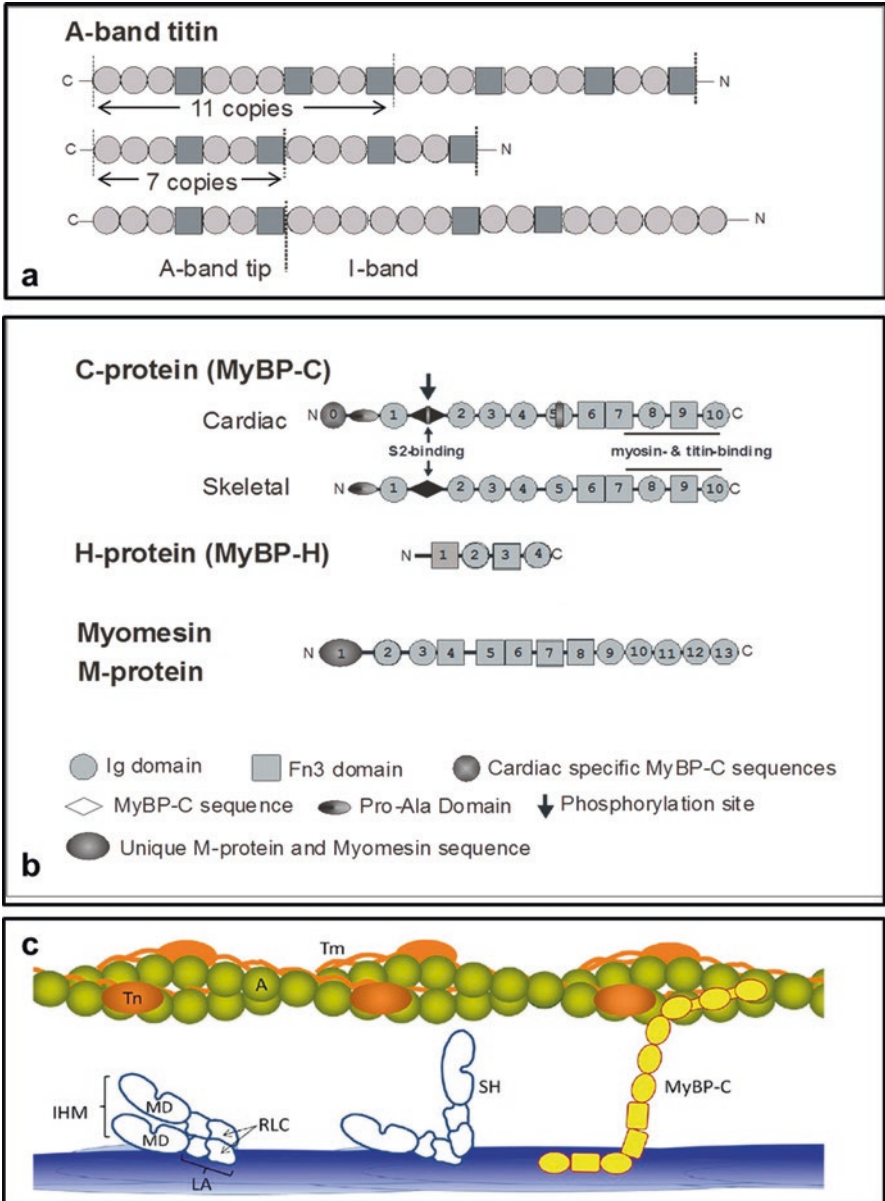 A-band titin
C N
11 copies
C N
7 copies
C N
A-band tip I-band
a
C-protein (MyBP-C)
Cardiac N 0 1 2 3 4 5 6 7 8 9 10 C
S2-binding myosin- & titin-binding
Skeletal N 1 2 3 4 5 6 7 8 9 10 C
H-protein (MyBP-H) N 1 2 3 4 C
Myomesin
M-protein N 1 2 3 4 5 6 7 8 9 10 11 12 13 C
Ig domain Fn3 domain Cardiac specific MyBP-C sequences
MyBP-C sequence Pro-Ala Domain Phosphorylation site
Unique M-protein and Myomesin sequence
b
c
Tm
Tn A
IHM MD MD RLC SH MyBP-C
LA